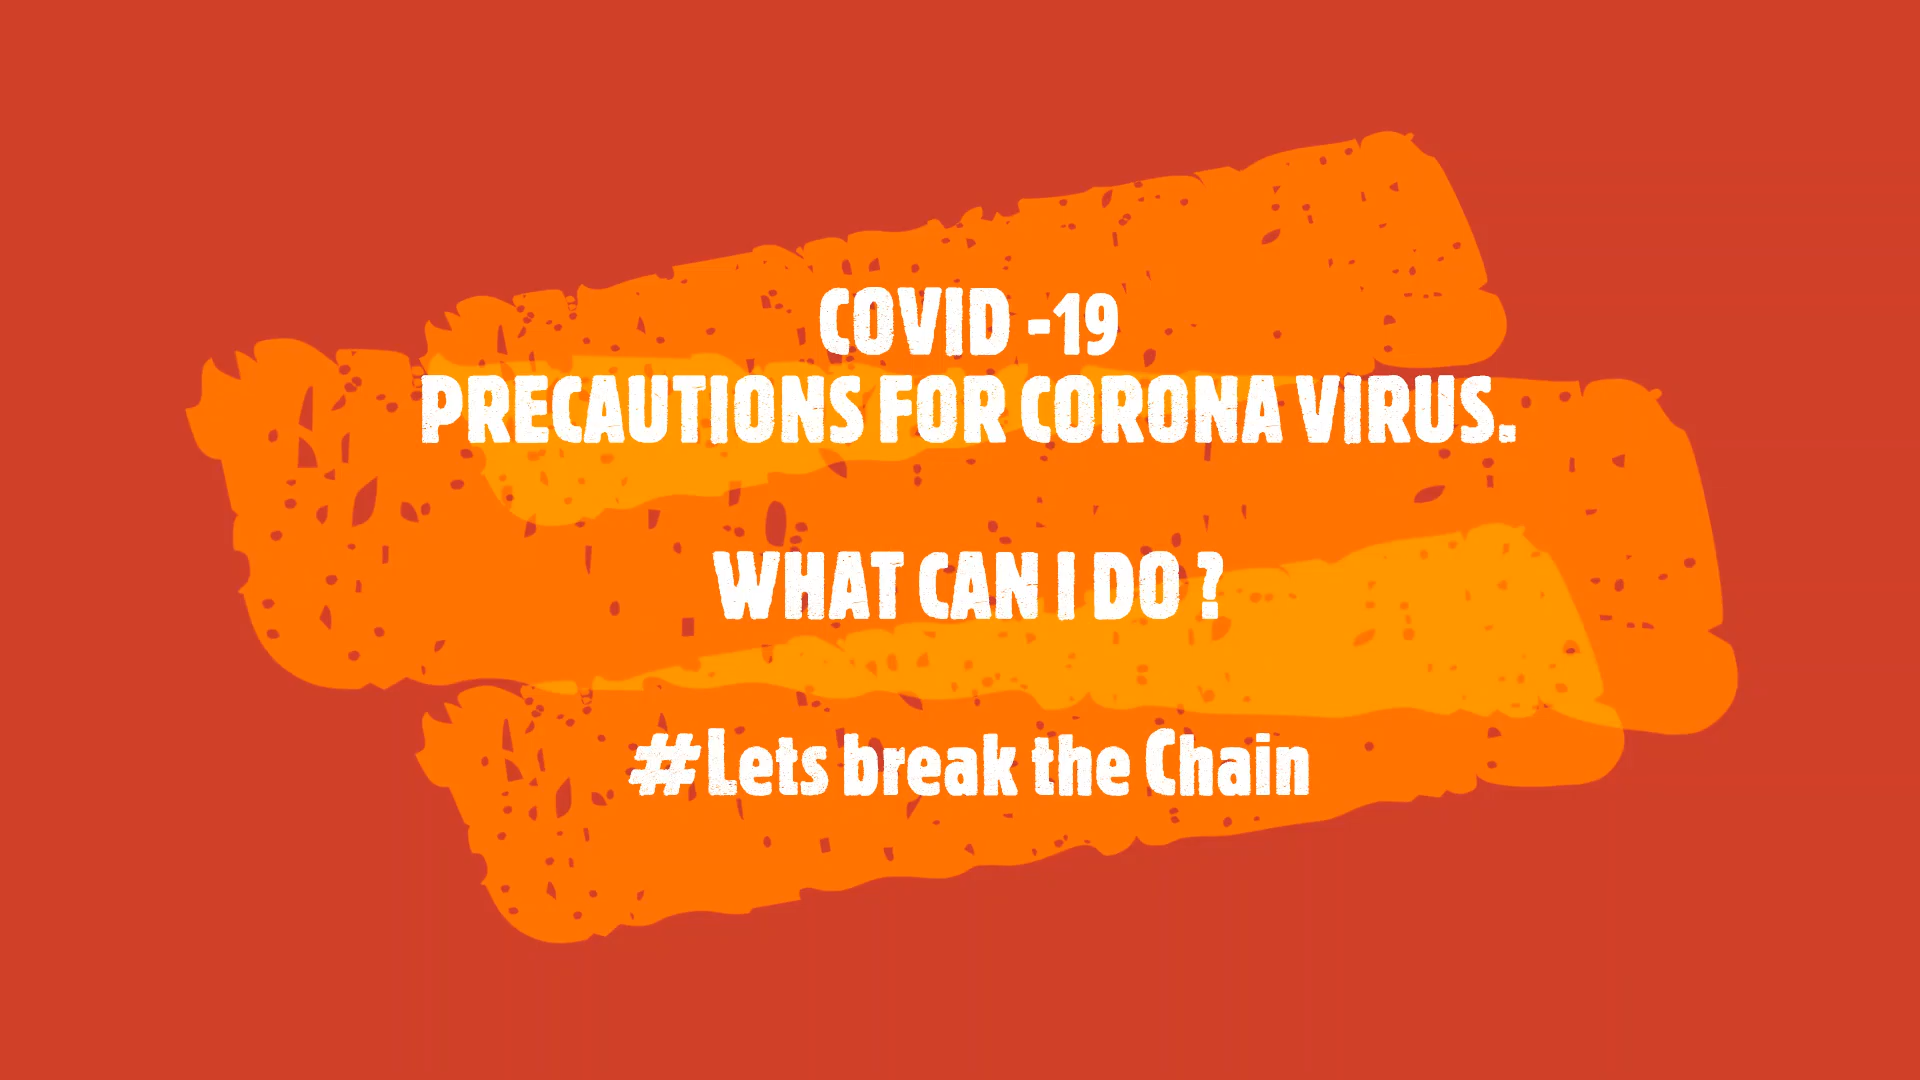 COVID -19
PRECAUTIONS FOR CORONA VIRUS.
WHAT CAN I DO ?
#Lets break the Chain